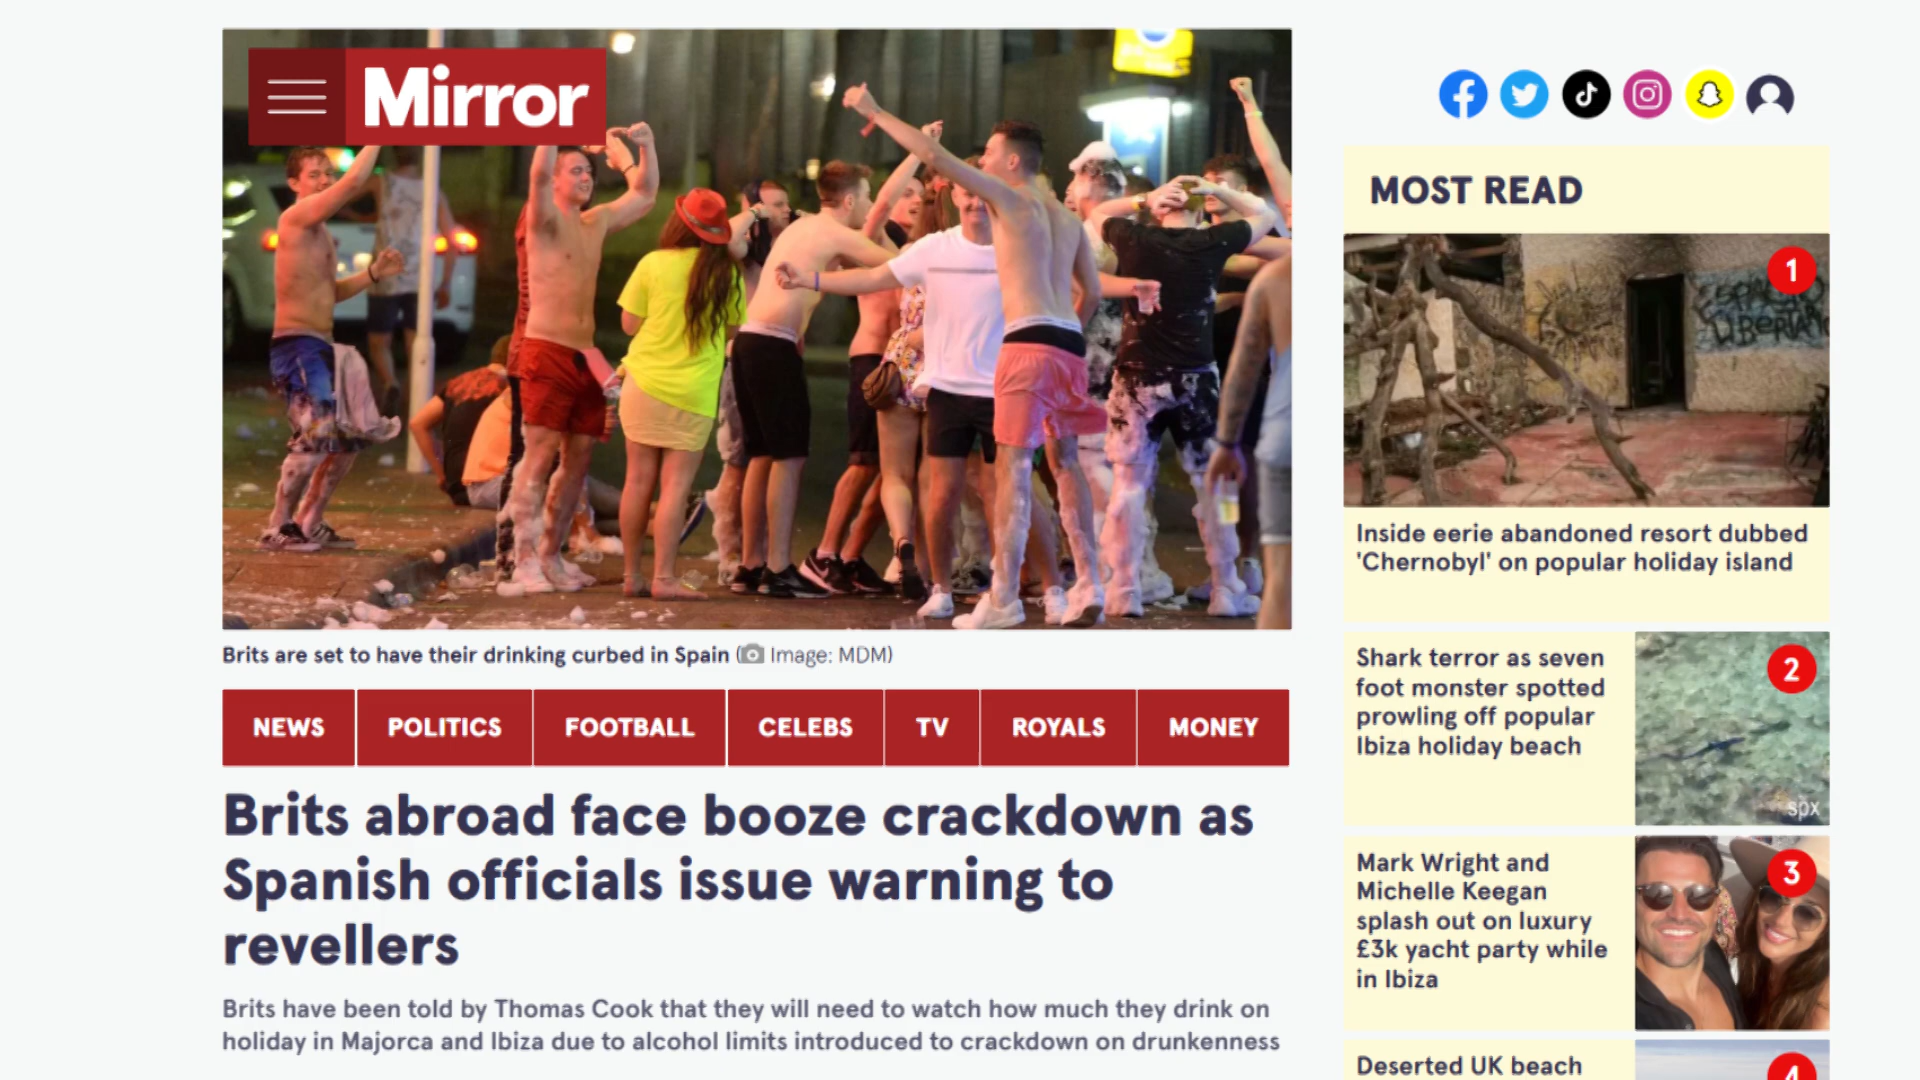 Mirror
Brits are set to have their drinking curbed in Spain (Image: MDM)
NEWS
POLITICS
FOOTBALL
CELEBS
TV
ROYALS
MONEY
Brits abroad face booze crackdown as
Spanish officials issue warning to
revellers
Brits have been told by Thomas Cook that they will need to watch how much they drink on
holiday in Majorca and Ibiza due to alcohol limits introduced to crackdown on drunkenness
MOST READ
1
Inside eerie abandoned resort dubbed
'Chernobyl' on popular holiday island
Shark terror as seven
foot monster spotted
prowling off popular
Ibiza holiday beach
2
spx
Mark Wright and
Michelle Keegan
splash out on luxury
£3k yacht party while
in Ibiza
3
Deserted UK beach
4